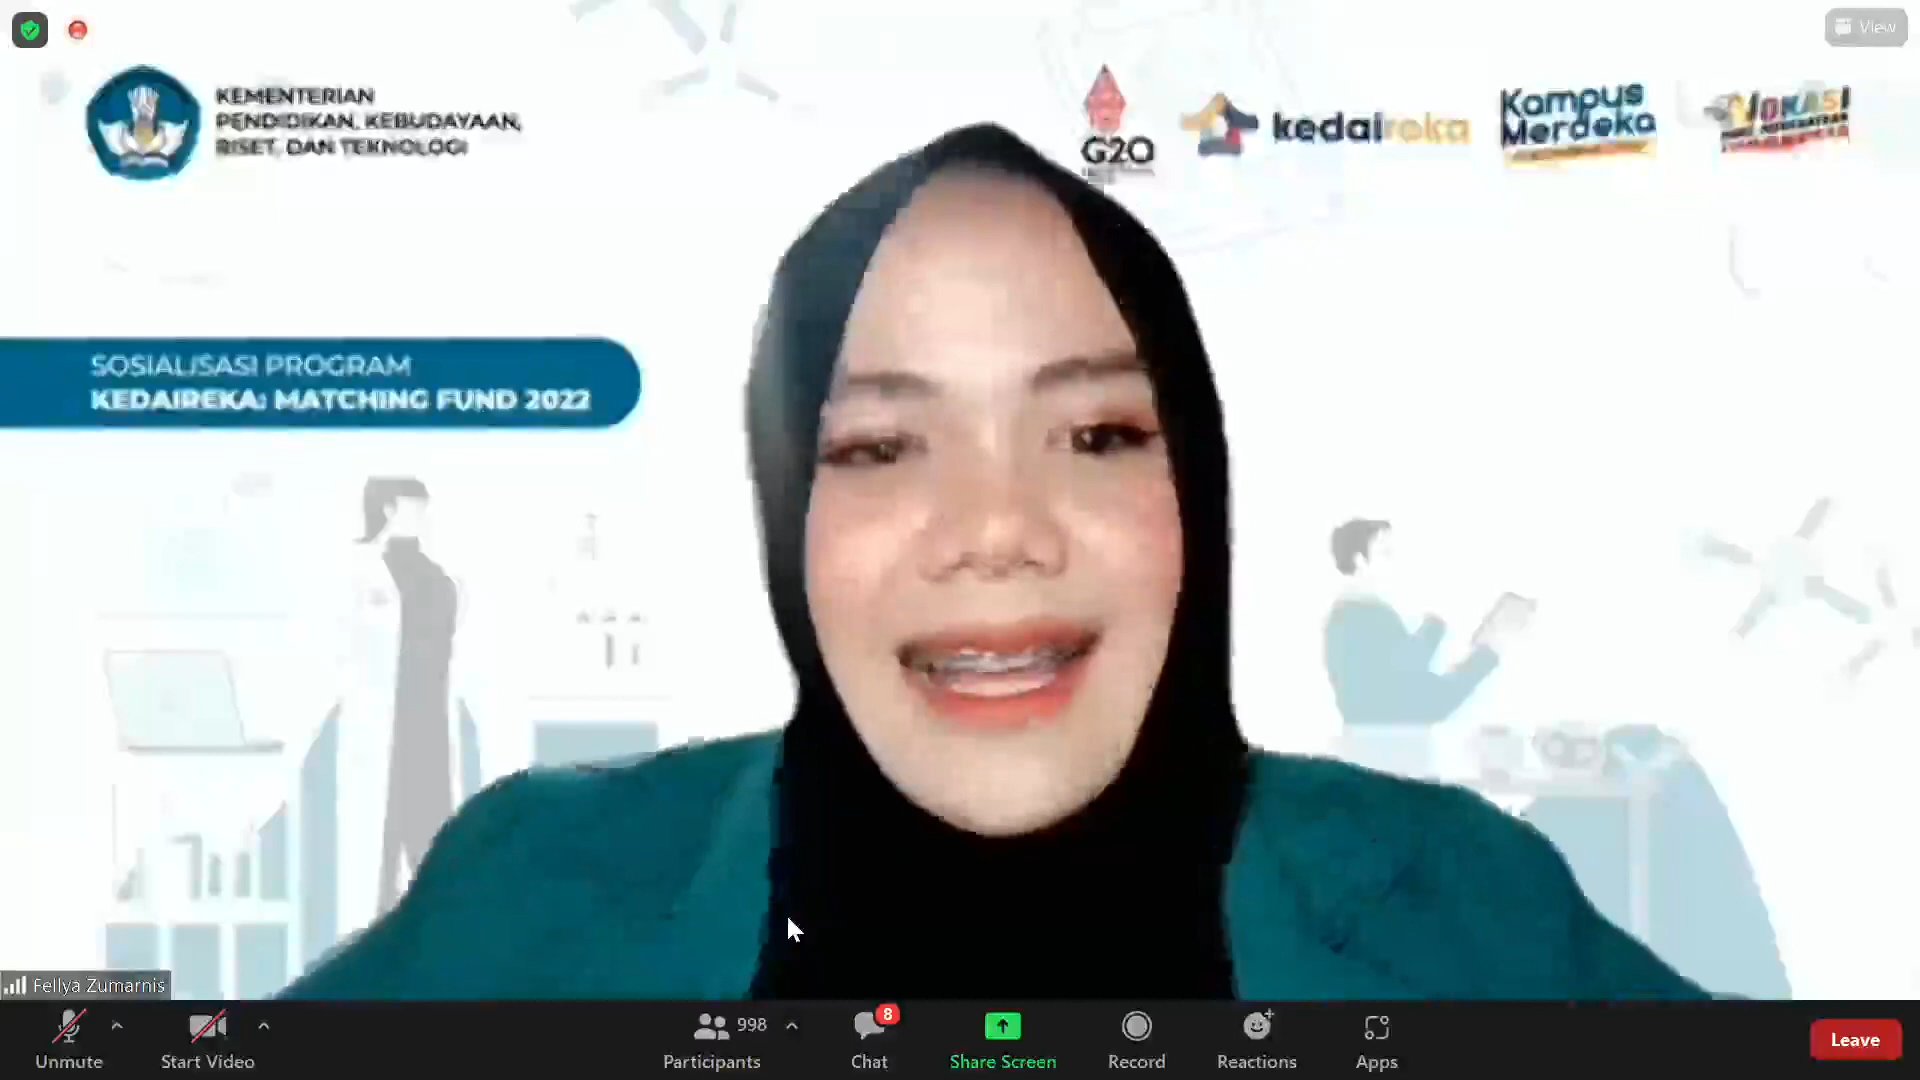 View
KEMENTERIAN
PENDIDIKAN, KEBUDAYAAN,
RISET, DAN TEKNOLOGI
G20
kedaireka
Kampus
Merdeka
VOKASI
SOSIALISASI PROGRAM
KEDAIREKA: MATCHING FUND 2022
Fellya Zumarnis
Unmute
Start Video
998
Participants
8
Chat
Share Screen
Record
Reactions
Apps
Leave